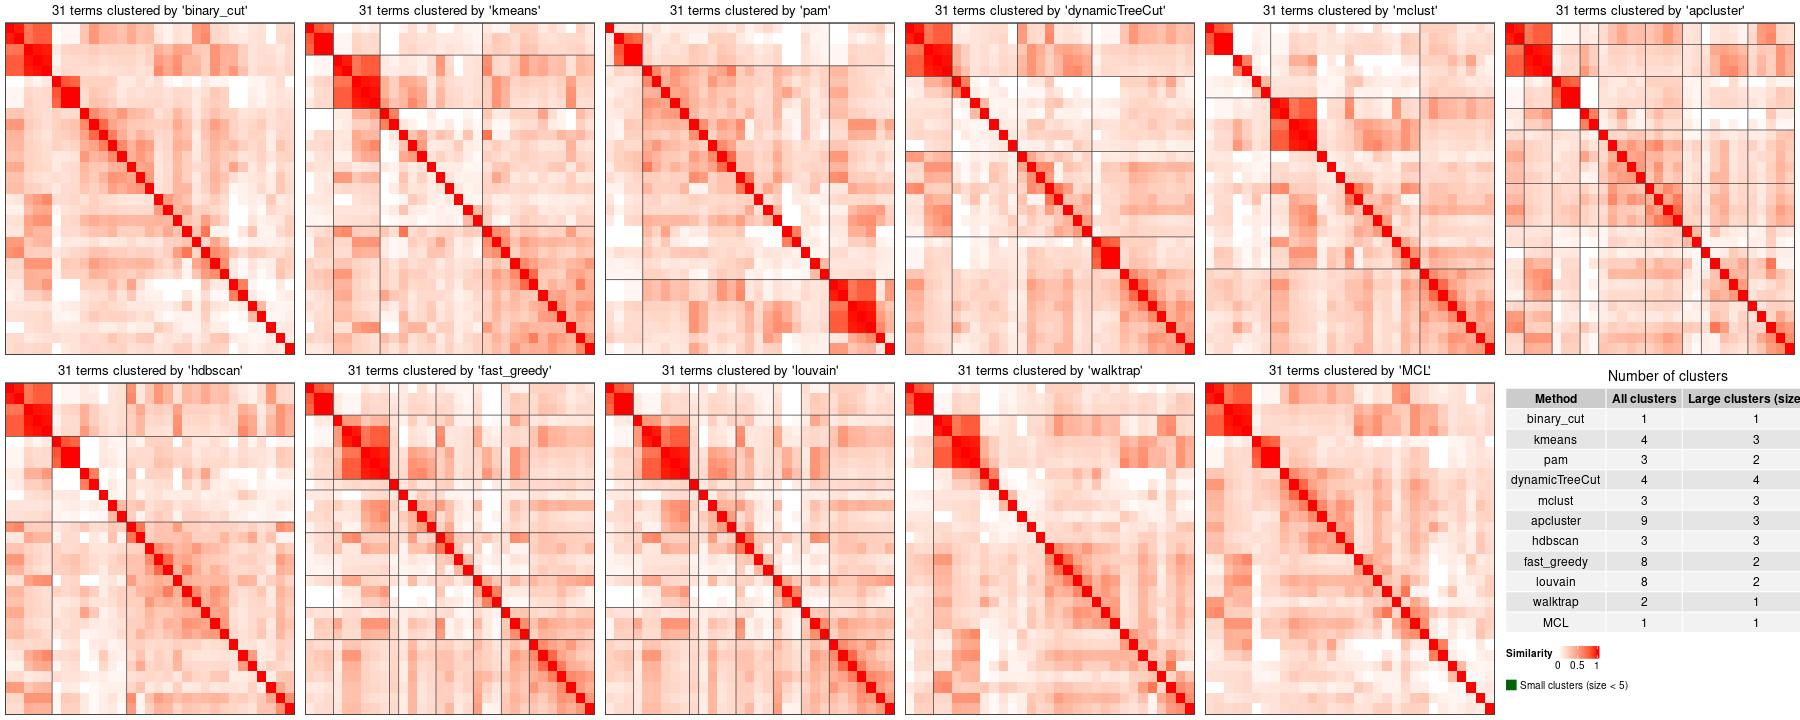 31 terms clustered by 'binary_cut'
31 terms clustered by 'kmeans'
31 terms clustered by 'pam'
31 terms clustered by 'dynamicTreeCut'
31 terms clustered by 'mclust'
31 terms clustered by 'apcluster'
31 terms clustered by 'hdbscan'
31 terms clustered by 'fast_greedy'
31 terms clustered by 'louvain'
31 terms clustered by 'walktrap'
31 terms clustered by 'MCL'
Number of clusters
Method All clusters Large clusters (size
binary_cut 1 1
kmeans 4 3
pam 3 2
dynamicTreeCut 4 4
mclust 3 3
apcluster 9 3
hdbscan 3 3
fast_greedy 8 2
louvain 8 2
walktrap 2 1
MCL 1 1
Similarity
0 0.5 1
Small clusters (size < 5)